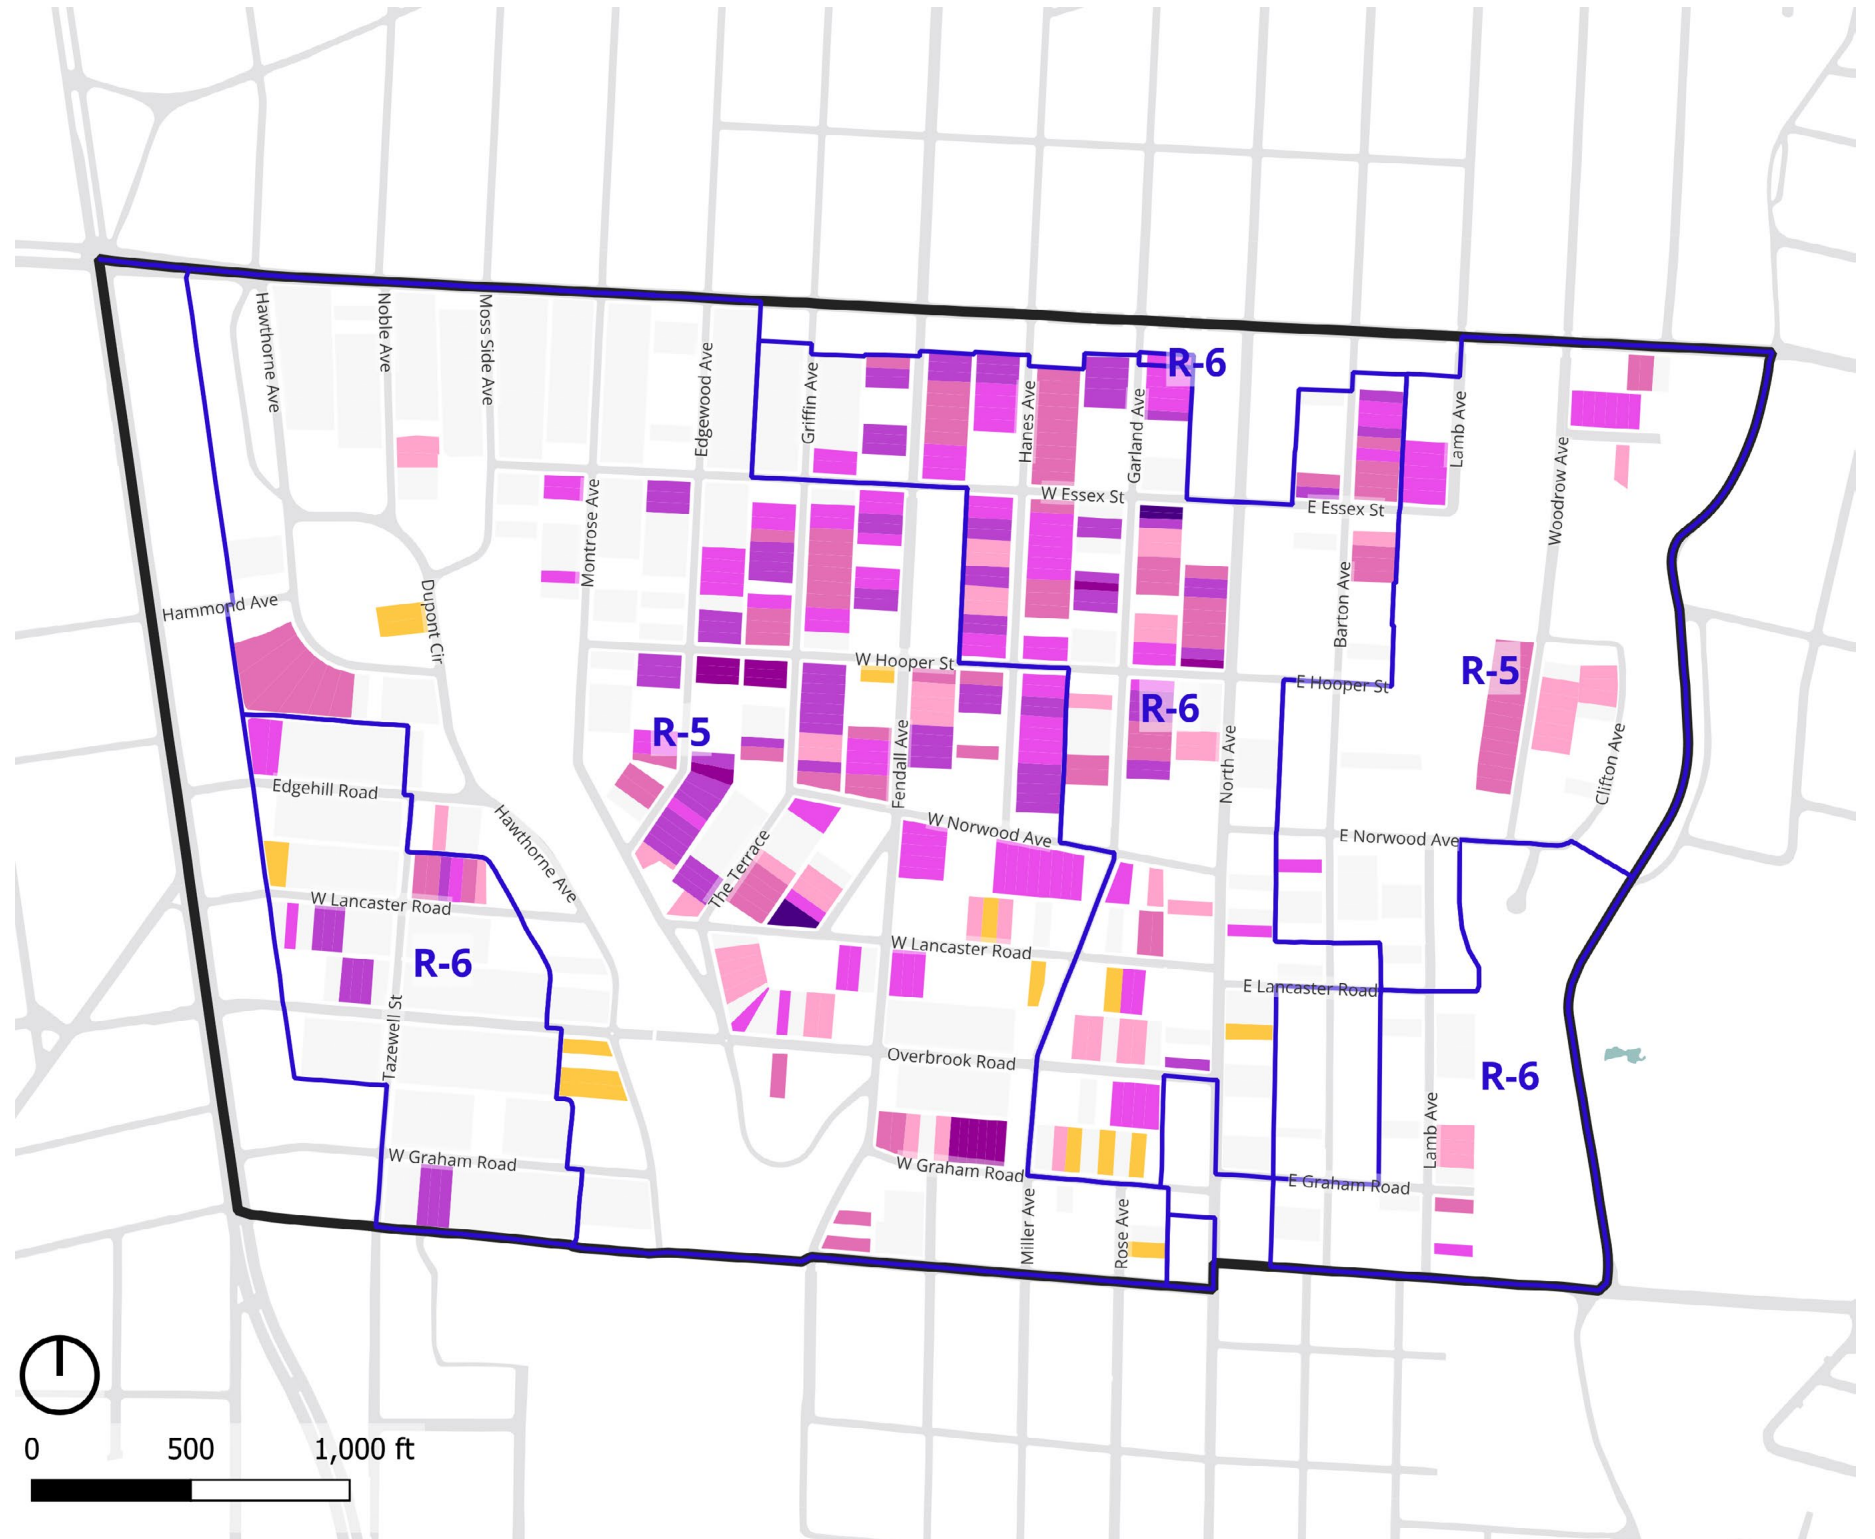 Hawthorne Ave
Noble Ave
Moss Side Ave
Edgewood Ave
Griffin Ave
Hanes Ave
Garland Ave
R-6
Lamb Ave
Woodrow Ave
Montrose Ave
W Essex St
E Essex St
Hammond Ave
Dupont Cir
Barton Ave
W Hooper St
E Hooper St
R-5
R-5
R-6
Fendall Ave
North Ave
Clifton Ave
Edgehill Road
Hawthorne Ave
The Terrace
W Norwood Ave
E Norwood Ave
W Lancaster Road
W Lancaster Road
E Lancaster Road
R-6
Tazewell St
Overbrook Road
R-6
Lamb Ave
W Graham Road
W Graham Road
E Graham Road
Miller Ave
Rose Ave
0 500 1,000 ft